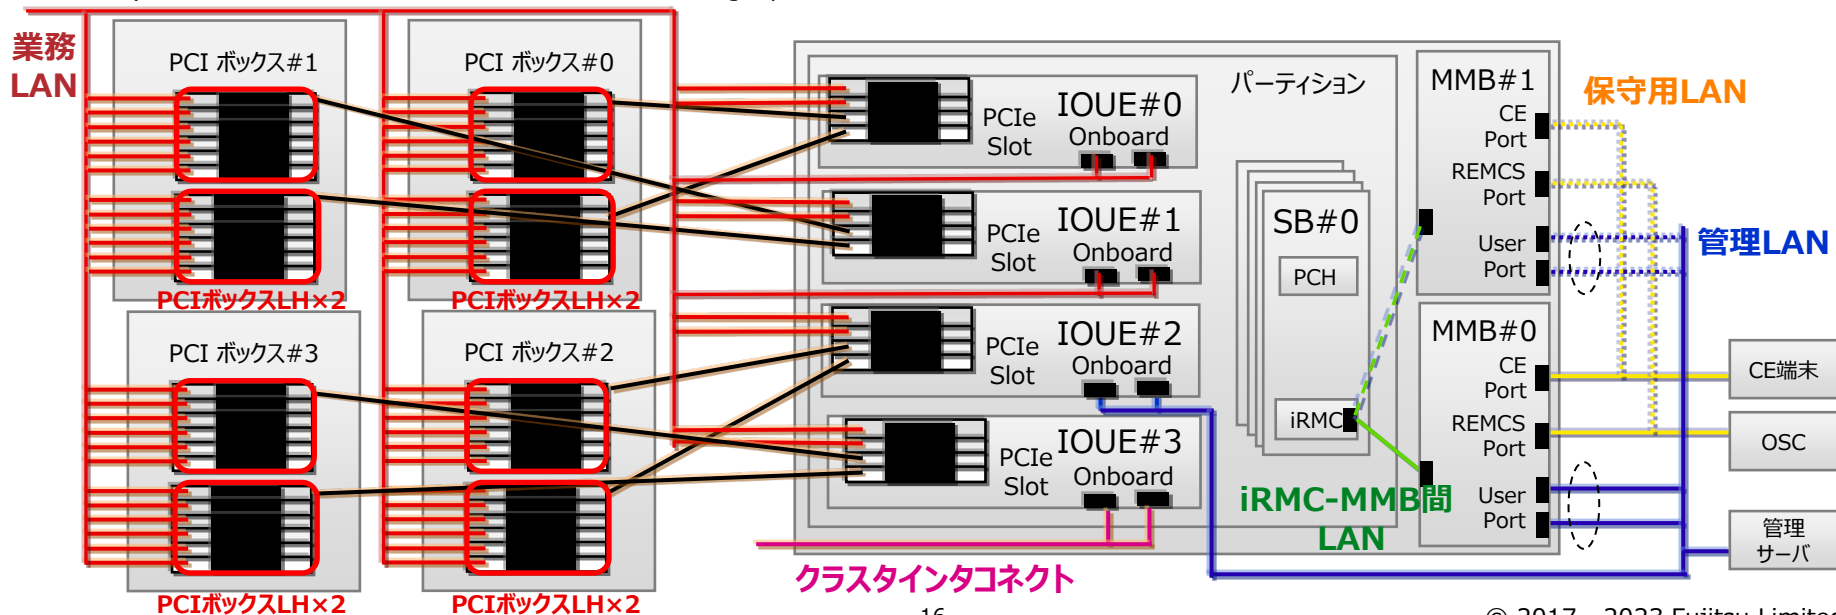 業務
LAN
PCI ボックス#1
PCI ボックス#0
PCIボックスLH×2
PCIボックスLH×2
PCI ボックス#3
PCI ボックス#2
PCIボックスLH×2
PCIボックスLH×2
IOUE#0
PCIe
Slot
Onboard
IOUE#1
PCIe
Slot
Onboard
IOUE#2
PCIe
Slot
Onboard
IOUE#3
PCIe
Slot
Onboard
パーティション
SB#0
PCH
iRMC
iRMC-MMB間
LAN
クラスタインタコネクト
MMB#1
CE
Port
REMCS
Port
User
Port
MMB#0
CE
Port
REMCS
Port
User
Port
保守用LAN
管理LAN
CE端末
OSC
管理
サーバ
16
© 2017 - 2023 Fujitsu Limited